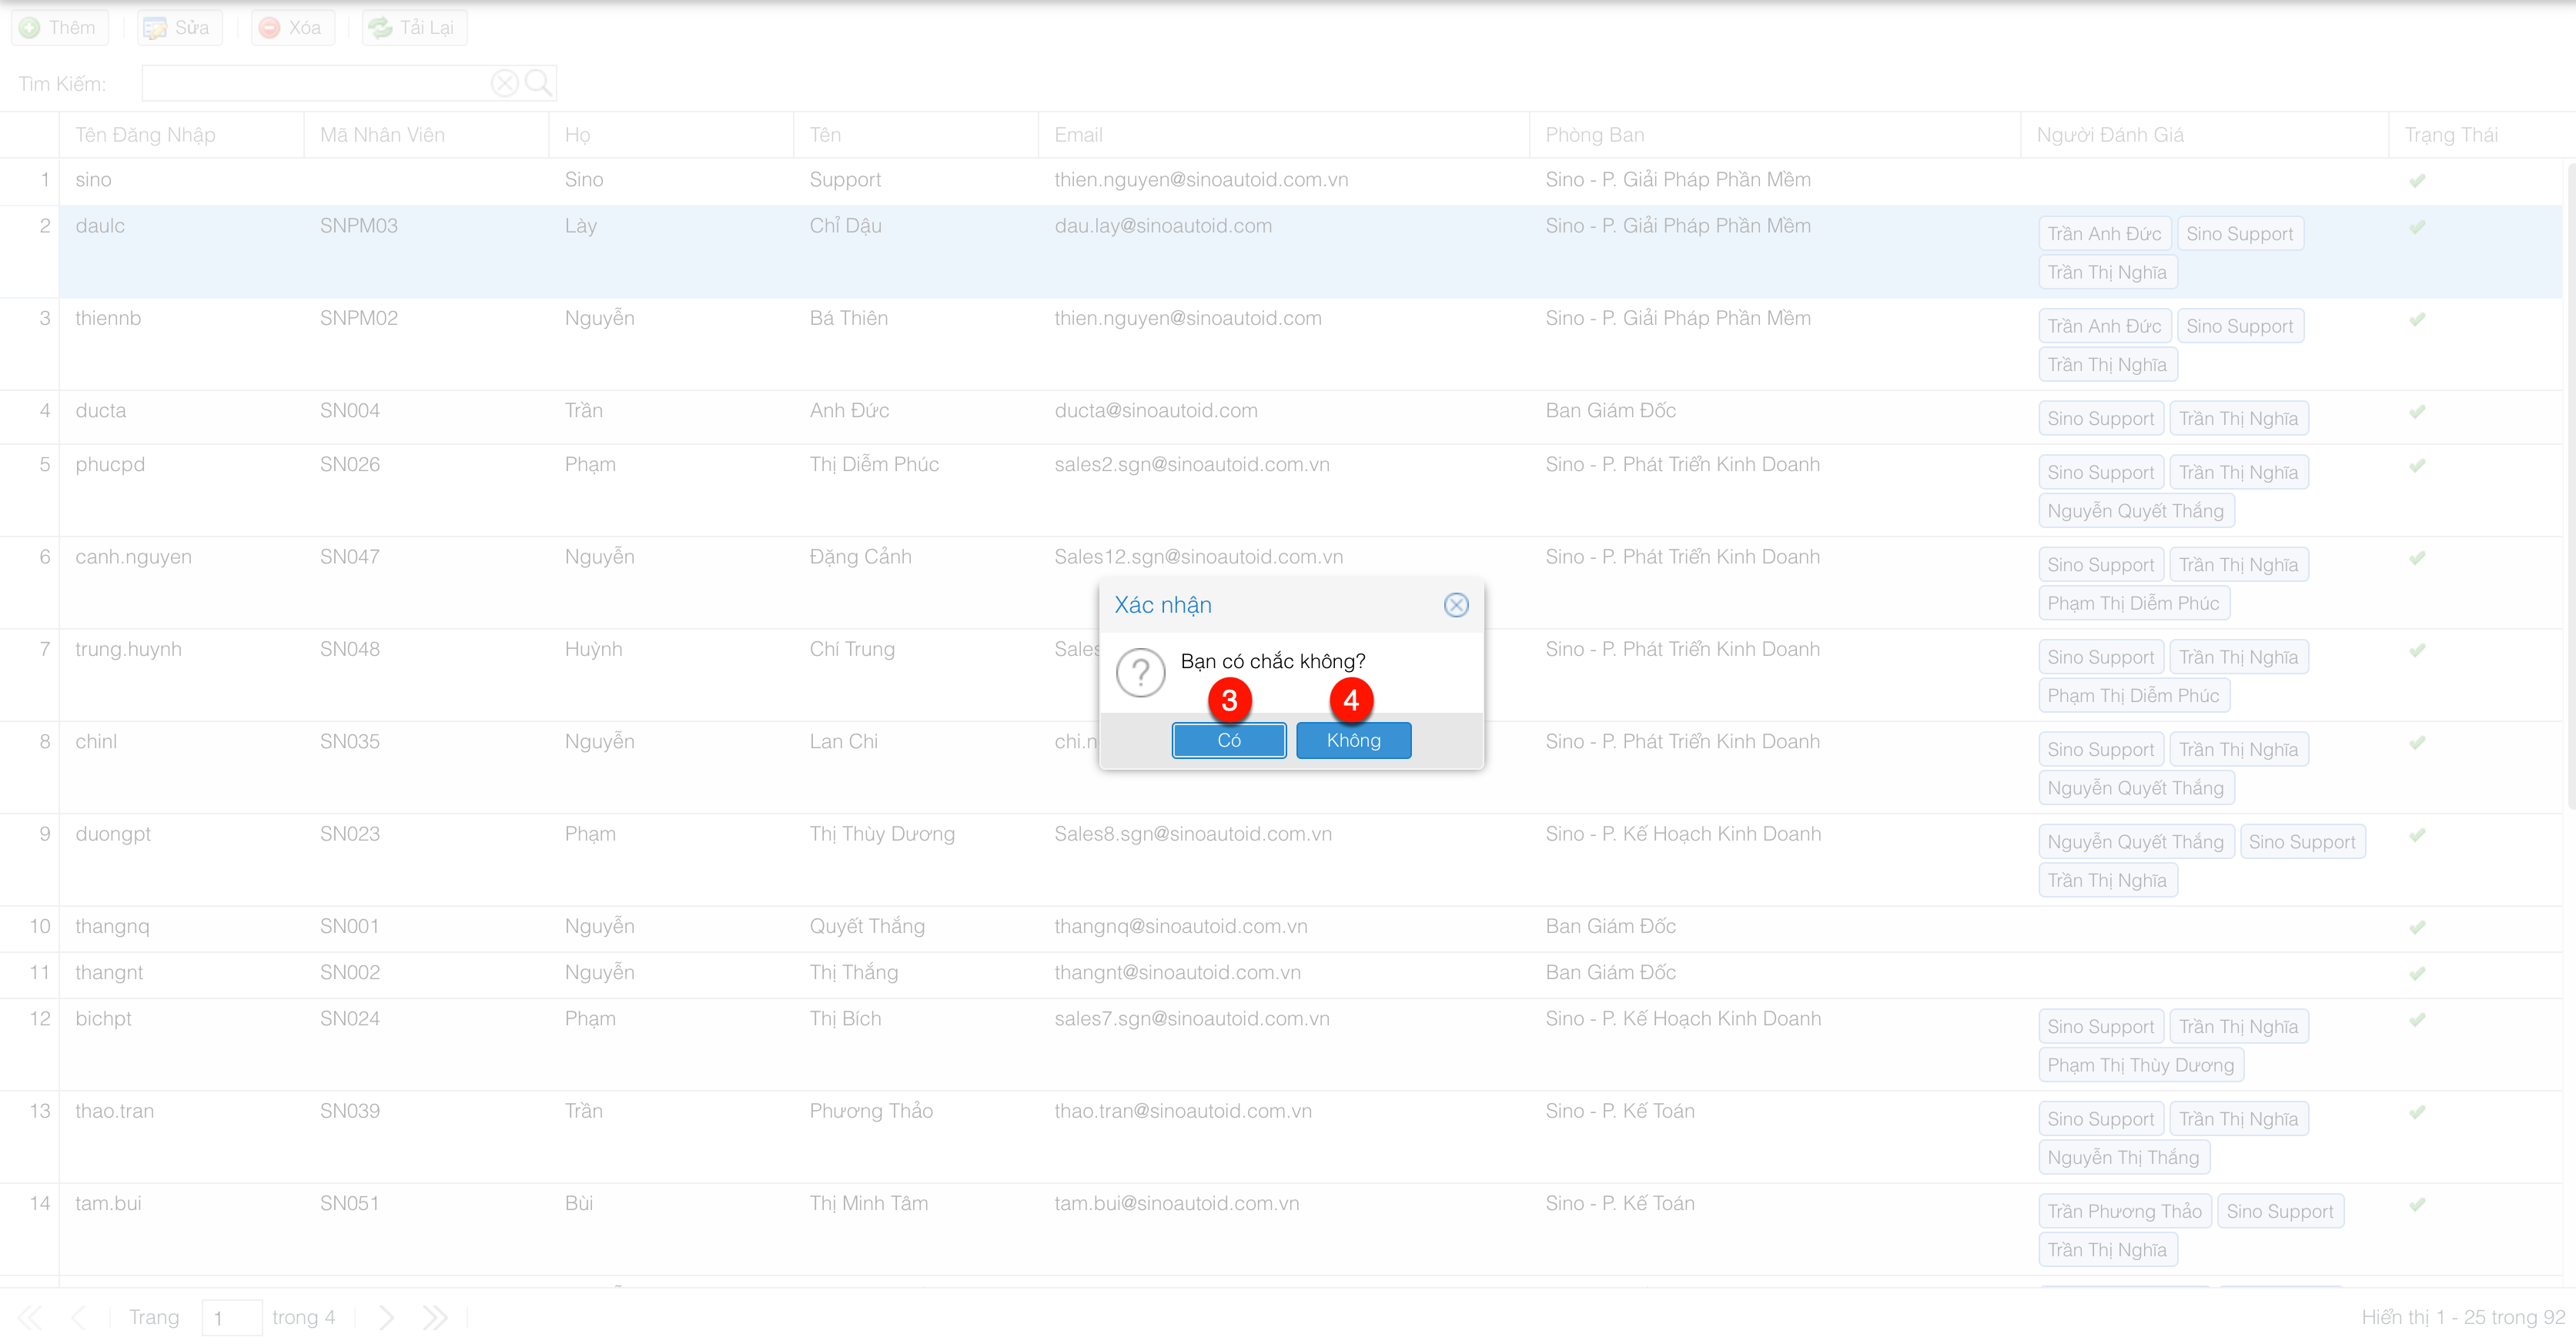 Thêm Sửa Xóa Tải Lại
Tìm Kiếm:
Tên Đăng Nhập Mã Nhân Viên Họ Tên Email Phòng Ban Người Đánh Giá Trạng Thái
1 sino Sino Support thien.nguyen@sinoautoid.com.vn Sino - P. Giải Pháp Phần Mềm
2 daulc SNPM03 Lày Chỉ Dậu dau.lay@sinoautoid.com Sino - P. Giải Pháp Phần Mềm Trần Anh Đức Sino Support
Trần Thị Nghĩa
3 thiennb SNPM02 Nguyễn Bá Thiên thien.nguyen@sinoautoid.com Sino - P. Giải Pháp Phần Mềm Trần Anh Đức Sino Support
Trần Thị Nghĩa
4 ducta SN004 Trần Anh Đức ducta@sinoautoid.com Ban Giám Đốc Sino Support Trần Thị Nghĩa
5 phucpd SN026 Phạm Thị Diễm Phúc sales2.sgn@sinoautoid.com.vn Sino - P. Phát Triển Kinh Doanh Sino Support Trần Thị Nghĩa
Nguyễn Quyết Thắng
6 canh.nguyen SN047 Nguyễn Đặng Cảnh Sales12.sgn@sinoautoid.com.vn Sino - P. Phát Triển Kinh Doanh Sino Support Trần Thị Nghĩa
Phạm Thị Diễm Phúc
7 trung.huynh SN048 Huỳnh Chí Trung Sales Sino - P. Phát Triển Kinh Doanh Sino Support Trần Thị Nghĩa
Phạm Thị Diễm Phúc
8 chinl SN035 Nguyễn Lan Chi chi.n Sino - P. Phát Triển Kinh Doanh Sino Support Trần Thị Nghĩa
Nguyễn Quyết Thắng
9 duongpt SN023 Phạm Thị Thùy Dương Sales8.sgn@sinoautoid.com.vn Sino - P. Kế Hoạch Kinh Doanh Nguyễn Quyết Thắng Sino Support
Trần Thị Nghĩa
10 thangnq SN001 Nguyễn Quyết Thắng thangnq@sinoautoid.com.vn Ban Giám Đốc
11 thangnt SN002 Nguyễn Thị Thắng thangnt@sinoautoid.com.vn Ban Giám Đốc
12 bichpt SN024 Phạm Thị Bích sales7.sgn@sinoautoid.com.vn Sino - P. Kế Hoạch Kinh Doanh Sino Support Trần Thị Nghĩa
Phạm Thị Thùy Dương
13 thao.tran SN039 Trần Phương Thảo thao.tran@sinoautoid.com.vn Sino - P. Kế Toán Sino Support Trần Thị Nghĩa
Nguyễn Thị Thắng
14 tam.bui SN051 Bùi Thị Minh Tâm tam.bui@sinoautoid.com.vn Sino - P. Kế Toán Trần Phương Thảo Sino Support
Trần Thị Nghĩa
Xác nhận
? Bạn có chắc không?
3 4
Có Không
Trang 1 trong 4 Hiển thị 1 - 25 trong 92